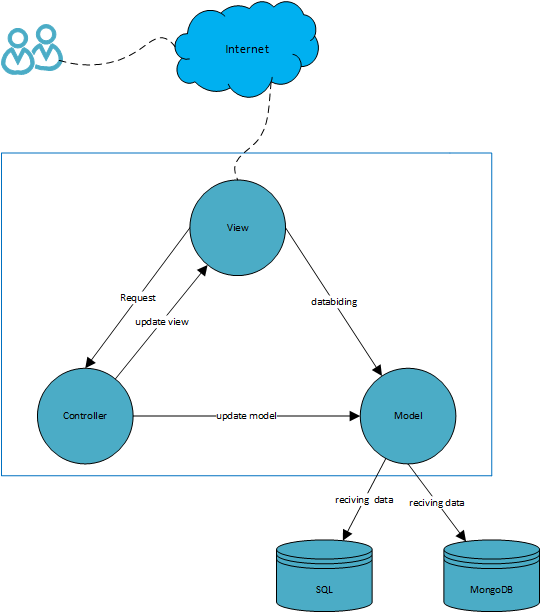 Internet
View
Request
update view
databiding
Controller
update model
Model
reciving data
reciving data
SQL
MongoDB